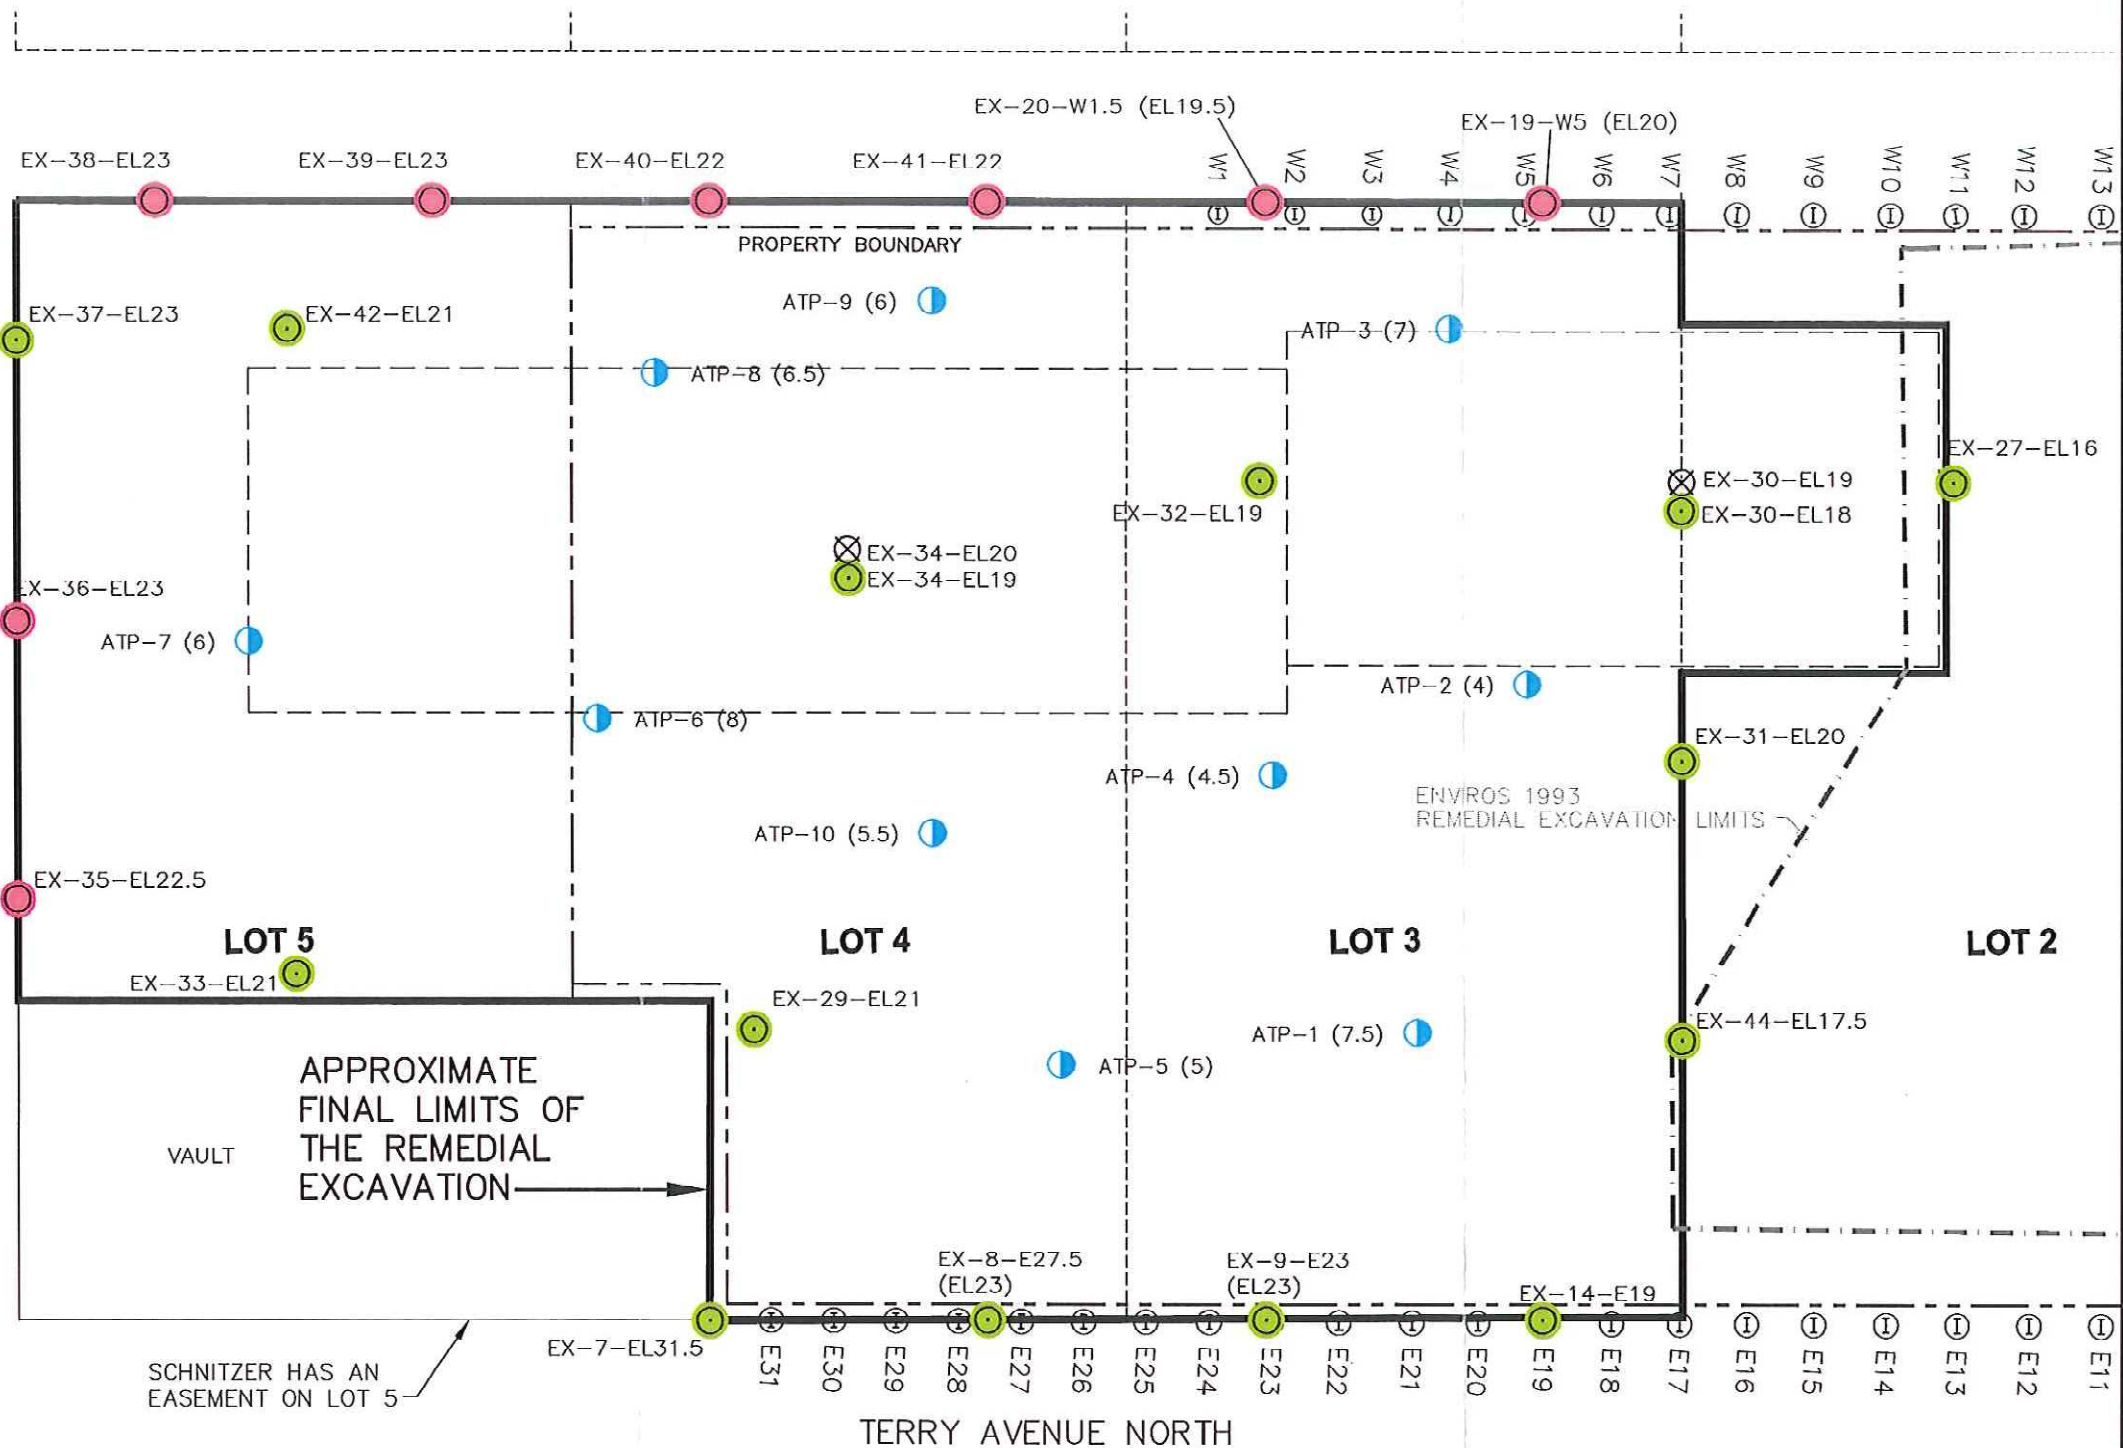 EX-20-W1.5 (EL19.5)
EX-19-W5 (EL20)
EX-38-EL23
EX-39-EL23
EX-40-EL22
EX-41-EL22
W1
W2
W3
W4
W5
W6
W7
W8
W9
W10
W11
W12
W13
PROPERTY BOUNDARY
EX-37-EL23
EX-42-EL21
ATP-9 (6)
ATP-3 (7)
ATP-8 (6.5)
EX-27-EL16
EX-30-EL19
EX-32-EL19
EX-30-EL18
EX-34-EL20
EX-34-EL19
EX-36-EL23
ATP-7 (6)
ATP-2 (4)
ATP-6 (8)
EX-31-EL20
ATP-4 (4.5)
ENVIROS 1993
REMEDIAL EXCAVATION LIMITS
ATP-10 (5.5)
EX-35-EL22.5
LOT 5
LOT 4
LOT 3
LOT 2
EX-33-EL21
EX-29-EL21
EX-44-EL17.5
ATP-1 (7.5)
ATP-5 (5)
APPROXIMATE
FINAL LIMITS OF
THE REMEDIAL
EXCAVATION
VAULT
EX-8-E27.5
(EL23)
EX-9-E23
(EL23)
EX-14-E19
EX-7-EL31.5
E31
E30
E29
E28
E27
E26
E25
E24
E23
E22
E21
E20
E19
E18
E17
E16
E15
E14
E13
E12
E11
SCHNITZER HAS AN
EASEMENT ON LOT 5
TERRY AVENUE NORTH